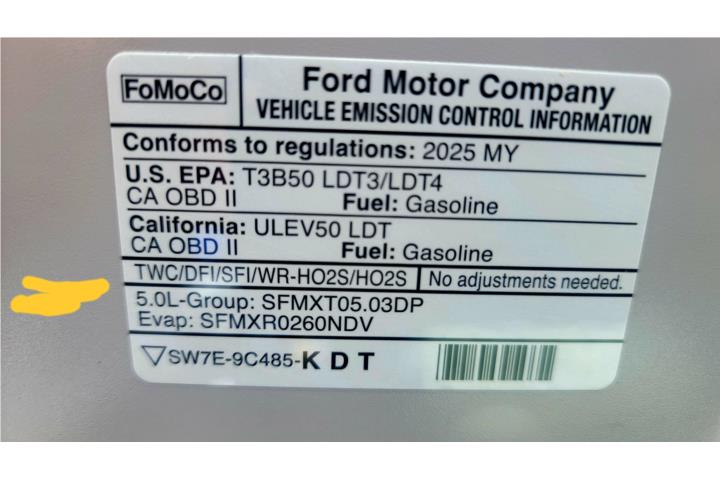 FoMoCo
Ford Motor Company
VEHICLE EMISSION CONTROL INFORMATION
Conforms to regulations: 2025 MY
U.S. EPA: T3B50 LDT3/LDT4
CA OBD II Fuel: Gasoline
California: ULEV50 LDT
CA OBD II Fuel: Gasoline
TWC/DFI/SFI/WR-HO2S/HO2S No adjustments needed.
5.0L-Group: SFMXT05.03DP
Evap: SFMXR0260NDV
SW7E-9C485-K D T